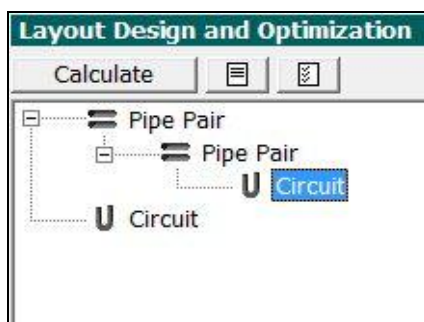 Layout Design and Optimization
Calculate
Pipe Pair
Pipe Pair
Circuit
Circuit